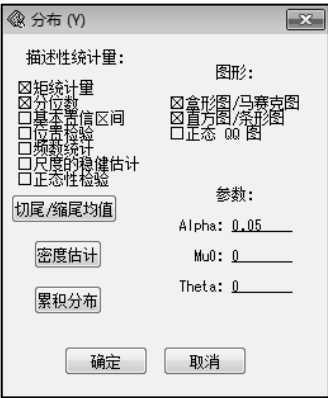 分布 (Y)
描述性统计量:
☒矩统计量
☒分位数
☐基本置信区间
☐位置检验
☐频数统计
☐尺度的稳健估计
☐正态性检验
切尾/缩尾均值
密度估计
累积分布
图形:
☒盒形图/马赛克图
☒直方图/条形图
☐正态 QQ 图
参数:
Alpha: 0.05
Mu0: 0
Theta: 0
确定 取消